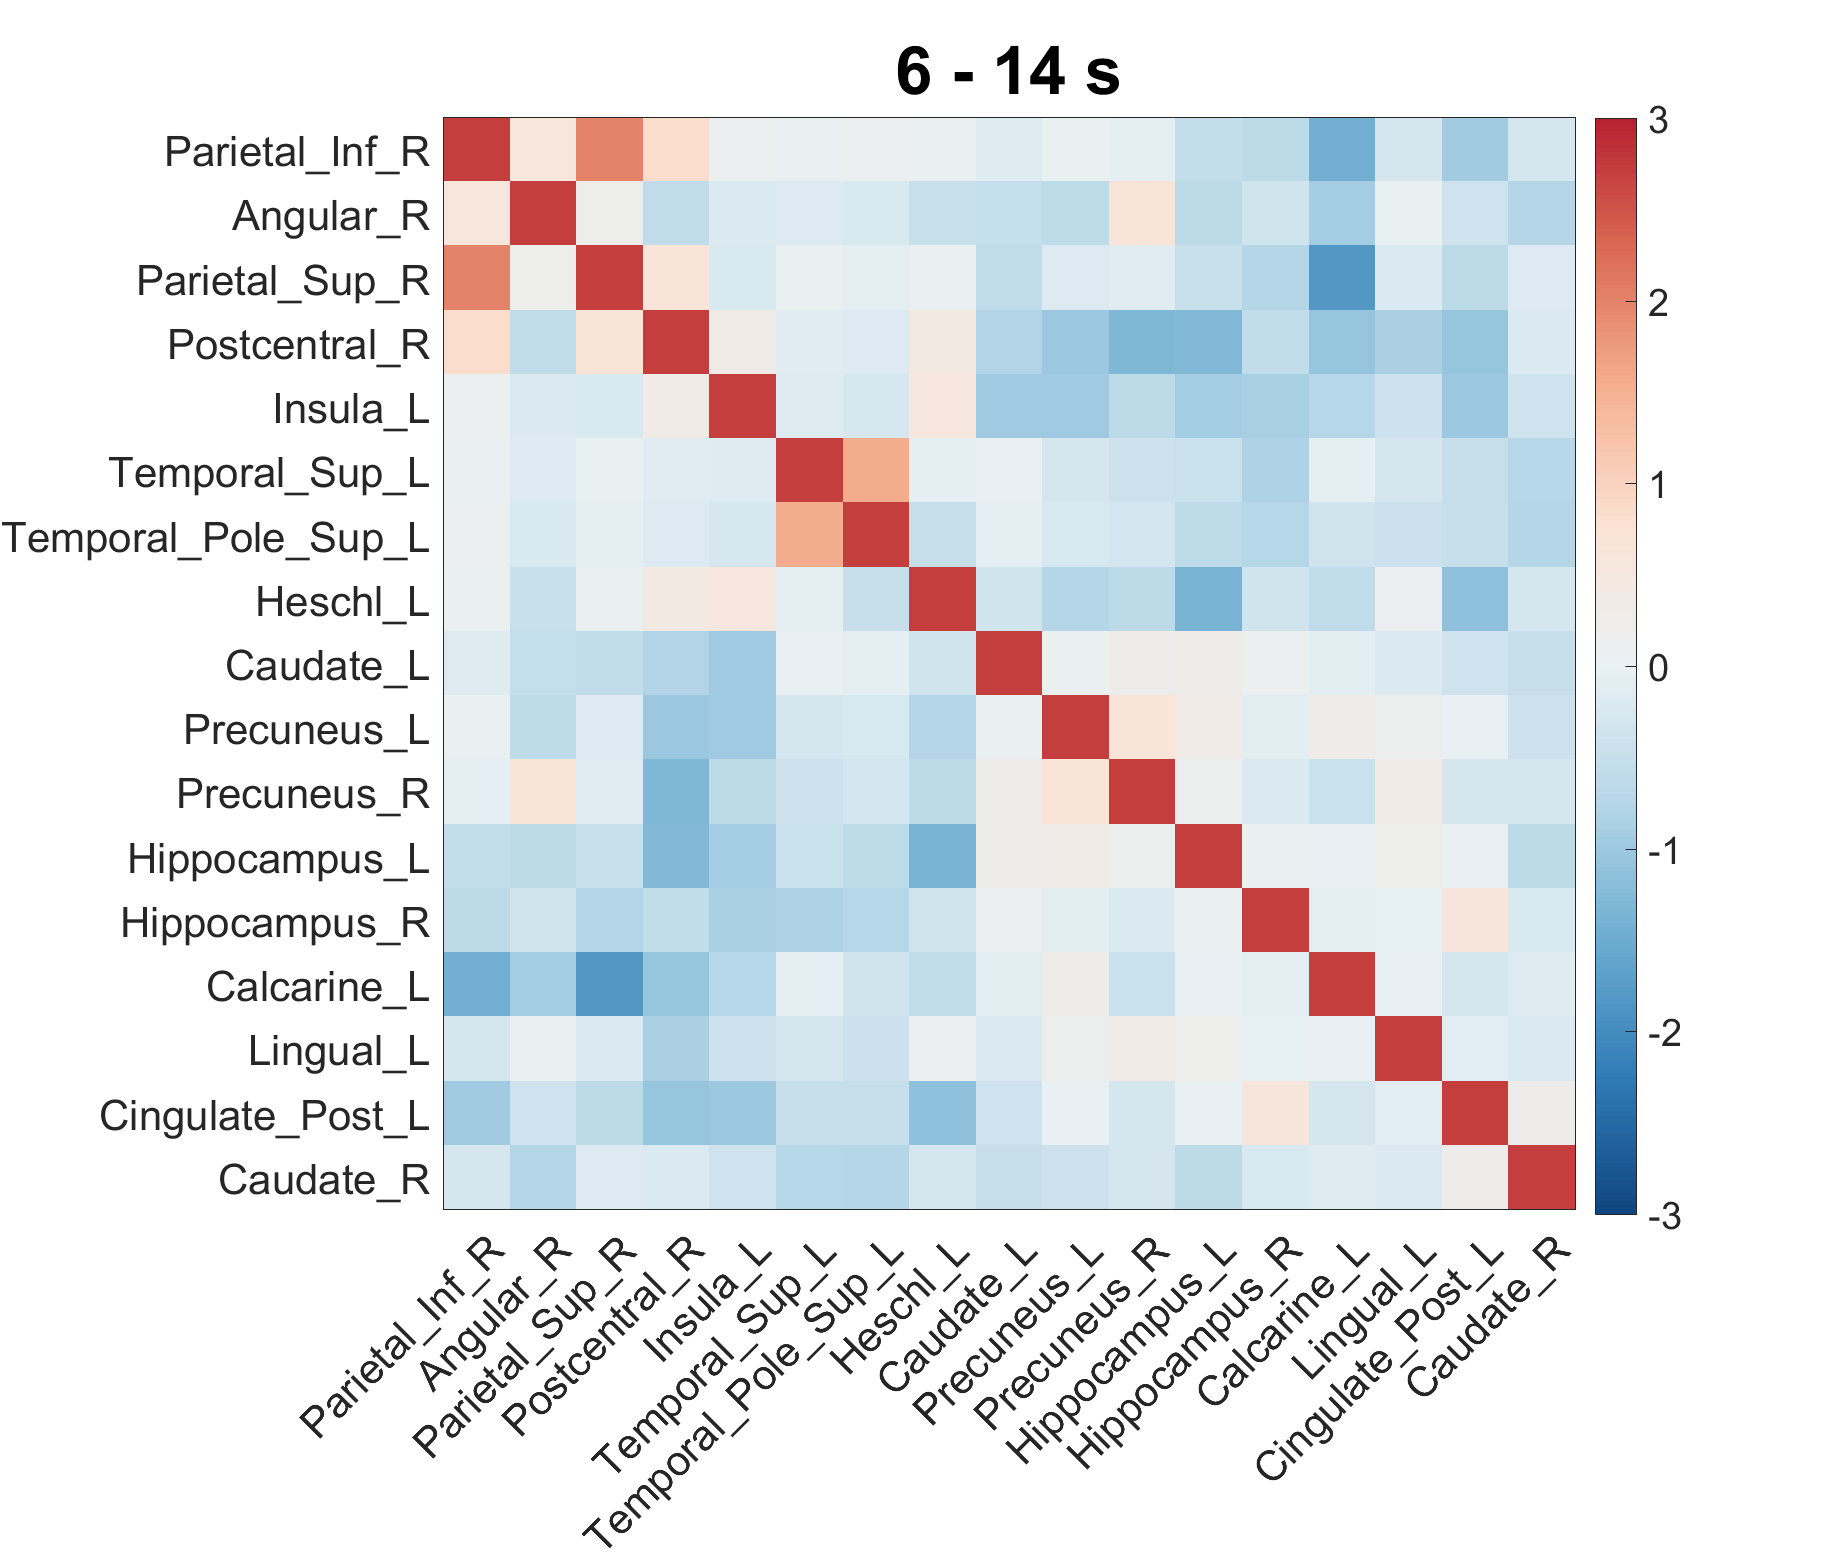 6 - 14 s
Parietal_Inf_R
Angular_R
Parietal_Sup_R
Postcentral_R
Insula_L
Temporal_Sup_L
Temporal_Pole_Sup_L
Heschl_L
Caudate_L
Precuneus_L
Precuneus_R
Hippocampus_L
Hippocampus_R
Calcarine_L
Lingual_L
Cingulate_Post_L
Caudate_R
Parietal_Inf_R
Angular_R
Parietal_Sup_R
Postcentral_R
Insula_L
Temporal_Sup_L
Temporal_Pole_Sup_L
Heschl_L
Caudate_L
Precuneus_L
Precuneus_R
Hippocampus_L
Hippocampus_R
Calcarine_L
Lingual_L
Cingulate_Post_L
Caudate_R
3
2
1
0
-1
-2
-3